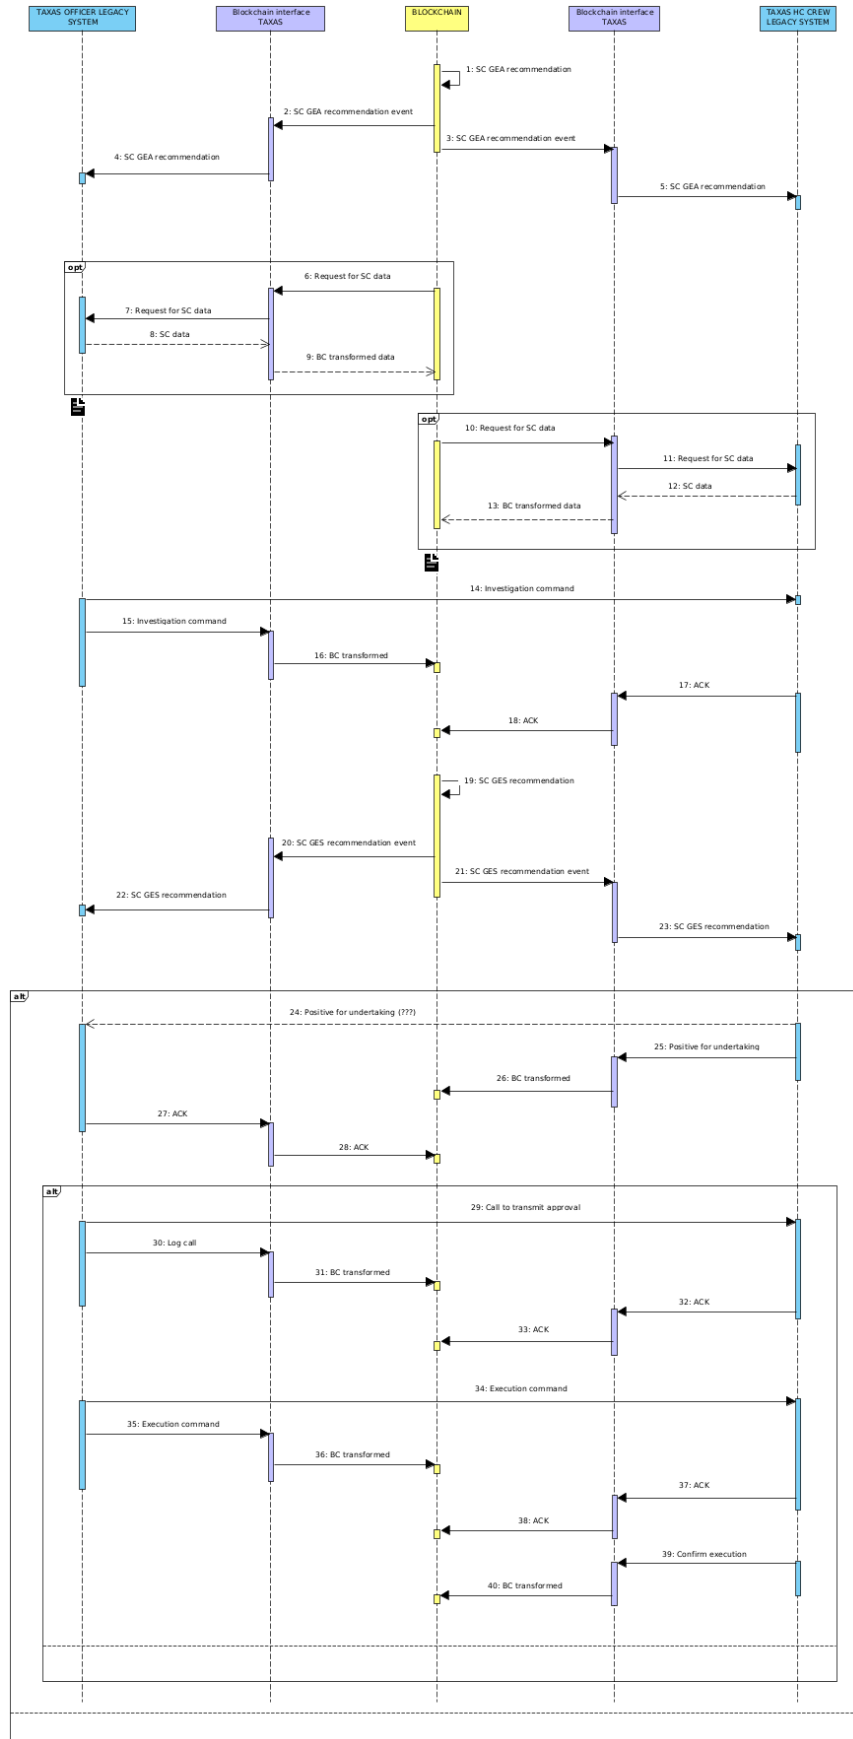 TAXAS OFFICER LEGACY
SYSTEM
Blockchain interface
TAXAS
BLOCKCHAIN
Blockchain interface
TAXAS
TAXAS HC CREW
LEGACY SYSTEM
1: SC GEA recommendation
2: SC GEA recommendation event
3: SC GEA recommendation event
4: SC GEA recommendation
5: SC GEA recommendation
opt
6: Request for SC data
7: Request for SC data
8: SC data
9: BC transformed data
opt
10: Request for SC data
11: Request for SC data
12: SC data
13: BC transformed data
14: Investigation command
15: Investigation command
16: BC transformed
17: ACK
18: ACK
19: SC GES recommendation
20: SC GES recommendation event
21: SC GES recommendation event
22: SC GES recommendation
23: SC GES recommendation
alt
24: Positive for undertaking (???)
25: Positive for undertaking
26: BC transformed
27: ACK
28: ACK
alt
29: Call to transmit approval
30: Log call
31: BC transformed
32: ACK
33: ACK
34: Execution command
35: Execution command
36: BC transformed
37: ACK
38: ACK
39: Confirm execution
40: BC transformed